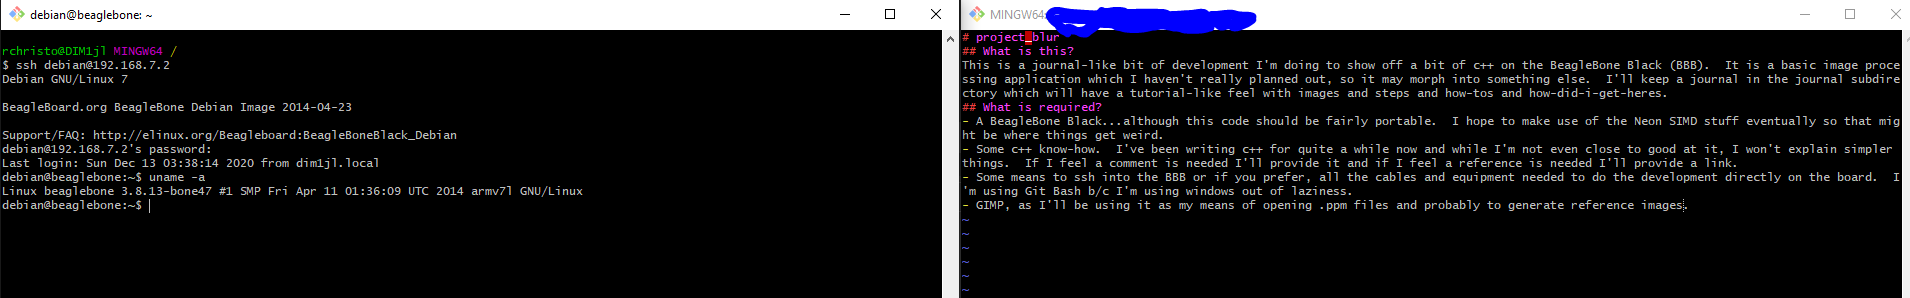 debian@beaglebone: ~
rchristo@DIM1jl MINGW64 /
$ ssh debian@192.168.7.2
Debian GNU/Linux 7
BeagleBoard.org BeagleBone Debian Image 2014-04-23
Support/FAQ: http://elinux.org/Beagleboard:BeagleBoneBlack_Debian
debian@192.168.7.2's password:
Last login: Sun Dec 13 03:38:14 2020 from dim1jl.local
debian@beaglebone:~$ uname -a
Linux beaglebone 3.8.13-bone47 #1 SMP Fri Apr 11 01:36:09 UTC 2014 armv7l GNU/Linux
debian@beaglebone:~$
MINGW64:
# project_blur
## What is this?
This is a journal-like bit of development I'm doing to show off a bit of c++ on the BeagleBone Black (BBB).  It is a basic image proce
ssing application which I haven't really planned out, so it may morph into something else.  I'll keep a journal in the journal subdire
ctory which will have a tutorial-like feel with images and steps and how-tos and how-did-i-get-heres.
## What is required?
- A BeagleBone Black...although this code should be fairly portable.  I hope to make use of the Neon SIMD stuff eventually so that mig
ht be where things get weird.
- Some c++ know-how.  I've been writing c++ for quite a while now and while I'm not even close to good at it, I won't explain simpler
things.  If I feel a comment is needed I'll provide it and if I feel a reference is needed I'll provide a link.
- Some means to ssh into the BBB or if you prefer, all the cables and equipment needed to do the development directly on the board.  I
'm using Git Bash b/c I'm using windows out of laziness.
- GIMP, as I'll be using it as my means of opening .ppm files and probably to generate reference images.
~
~
~
~
~
~